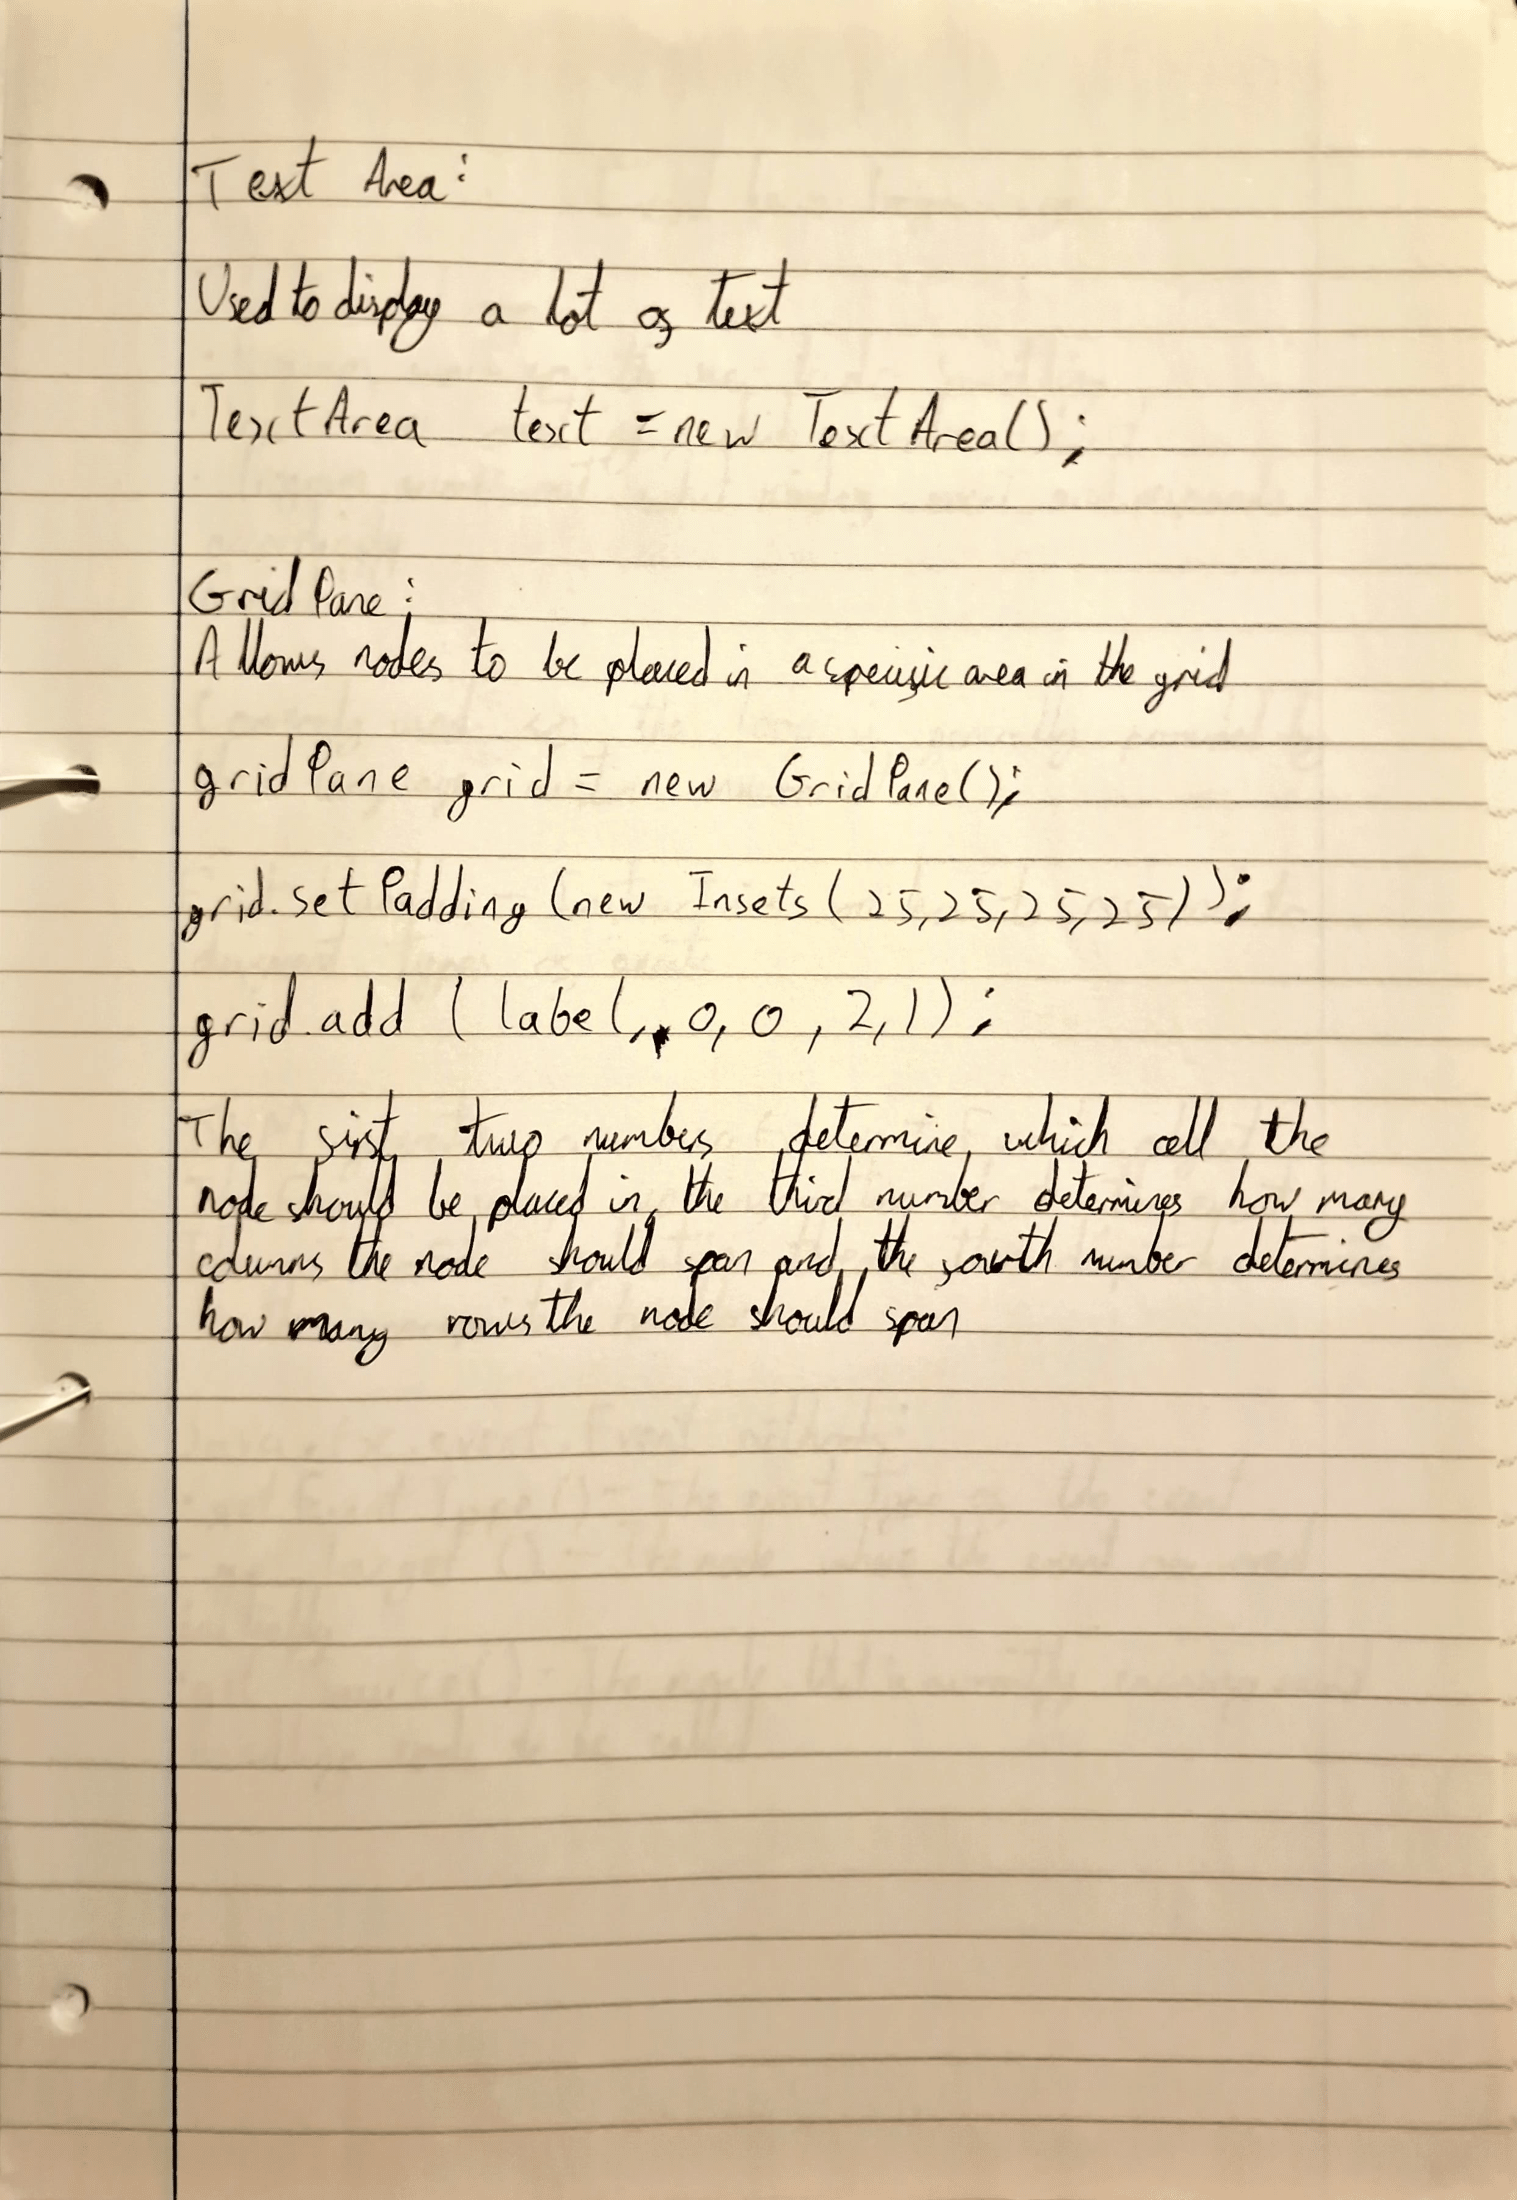 Text Area:
Used to display a lot of text
TextArea text = new TextArea();
Grid Pane:
Allows nodes to be placed in a specific area in the grid
gridPane grid = new GridPane();
grid.setPadding(new Insets(25,25,25,25));
grid.add(label, 0, 0, 2, 1);
The first two numbers determine which cell the
node should be placed in, the third number determines how many
columns the node should span and the fourth number determines
how many rows the node should span